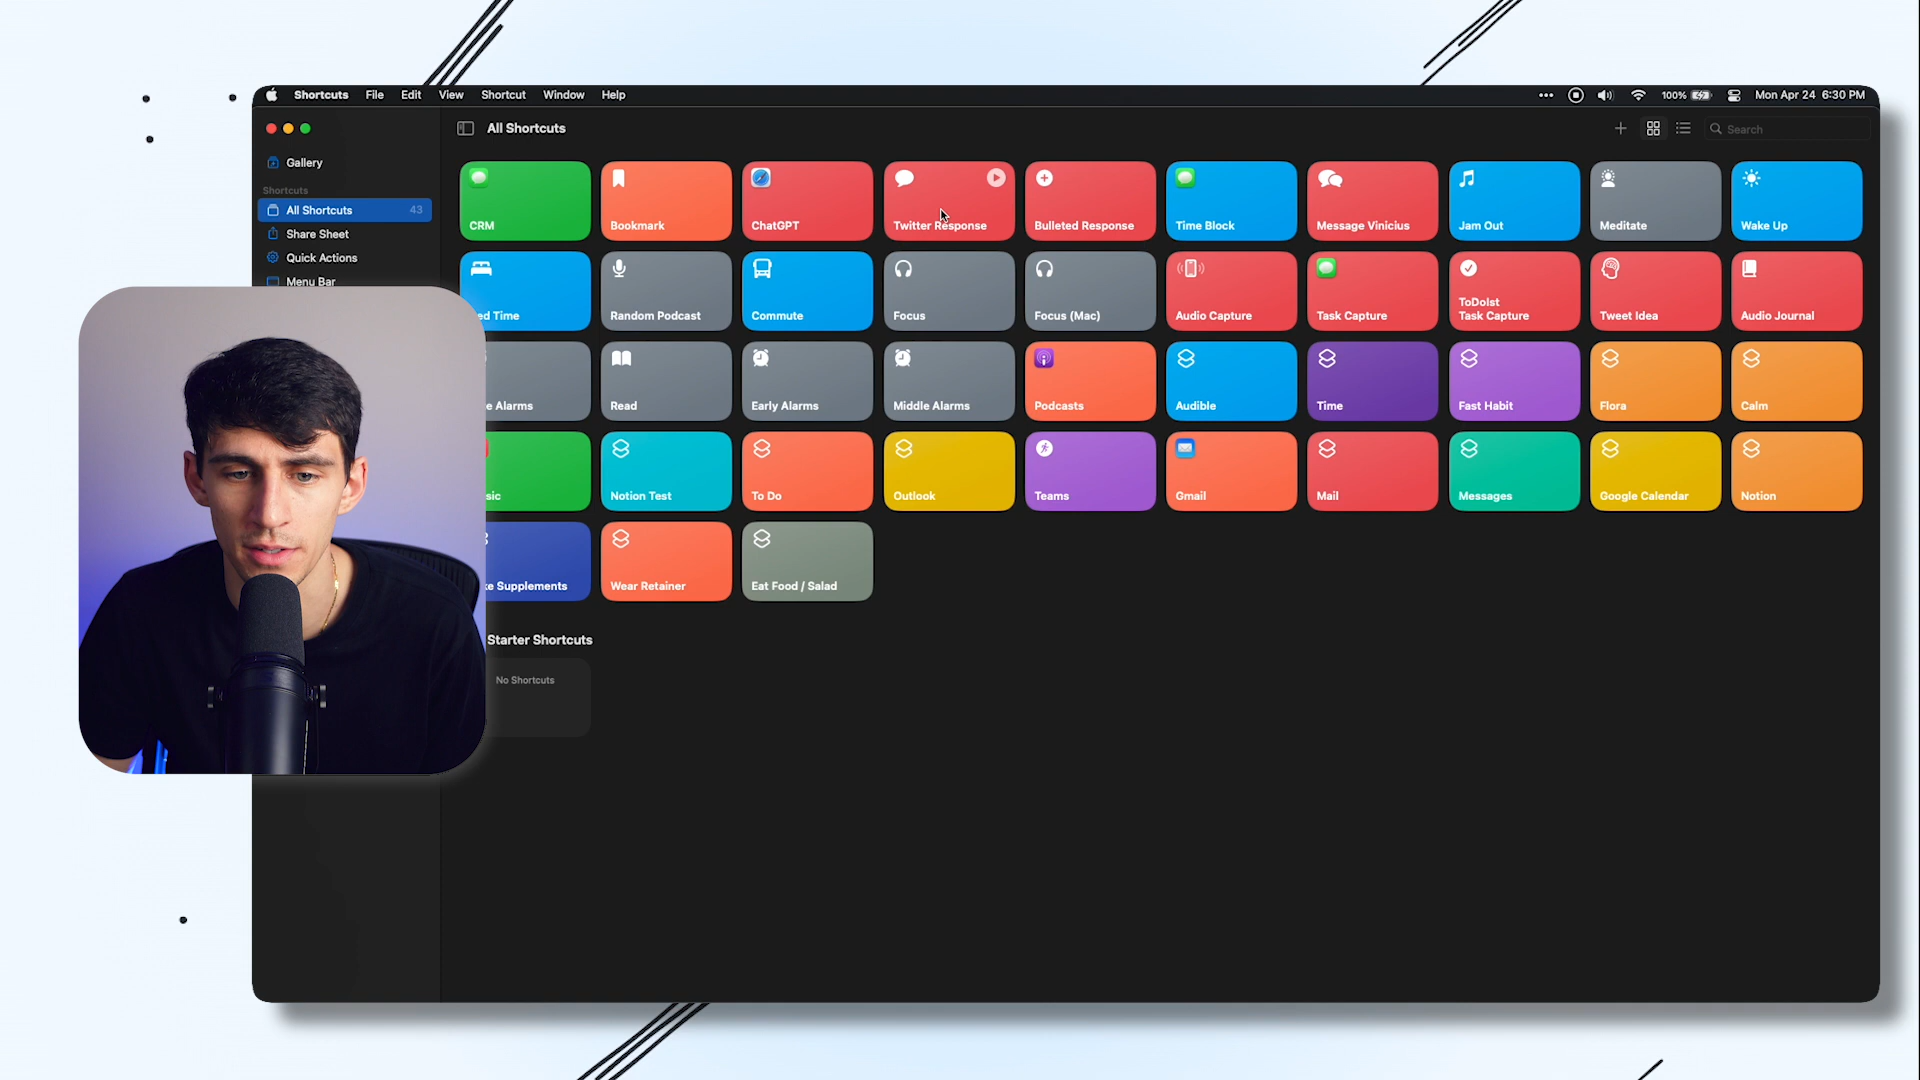 Shortcuts File Edit View Shortcut Window Help 100% Mon Apr 24 6:30 PM
All Shortcuts Search
Gallery
Shortcuts
All Shortcuts 43
Share Sheet
Quick Actions
Menu Bar
CRM Bookmark ChatGPT Twitter Response Bulleted Response Time Block Message Vinicius Jam Out Meditate Wake Up
ed Time Random Podcast Commute Focus Focus (Mac) Audio Capture Task Capture ToDoIst
Task Capture Tweet Idea Audio Journal
e Alarms Read Early Alarms Middle Alarms Podcasts Audible Time Fast Habit Flora Calm
sic Notion Test To Do Outlook Teams Gmail Mail Messages Google Calendar Notion
ke Supplements Wear Retainer Eat Food / Salad
Starter Shortcuts
No Shortcuts